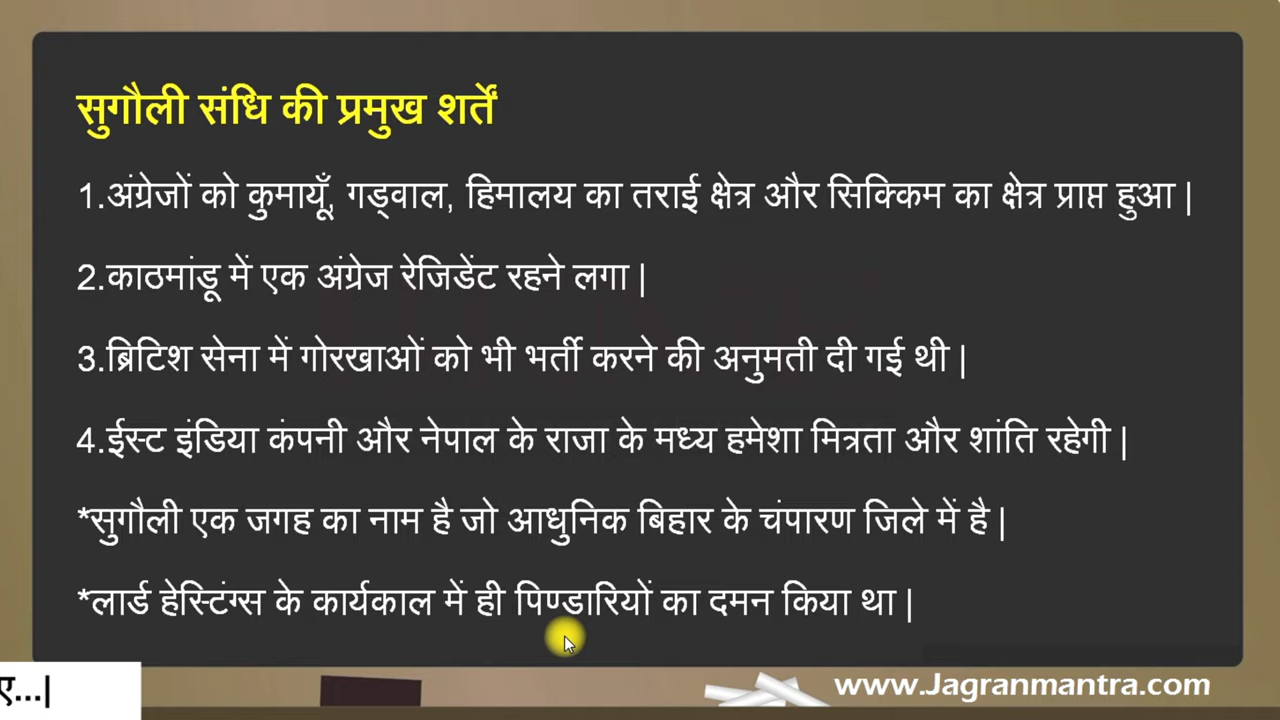 सुगौली संधि की प्रमुख शर्तें
1.अंग्रेजों को कुमायूँ, गड्वाल, हिमालय का तराई क्षेत्र और सिक्किम का क्षेत्र प्राप्त हुआ |
2.काठमांडू में एक अंग्रेज रेजिडेंट रहने लगा |
3.ब्रिटिश सेना में गोरखाओं को भी भर्ती करने की अनुमती दी गई थी |
4.ईस्ट इंडिया कंपनी और नेपाल के राजा के मध्य हमेशा मित्रता और शांति रहेगी |
*सुगौली एक जगह का नाम है जो आधुनिक बिहार के चंपारण जिले में है |
*लार्ड हेस्टिंग्स के कार्यकाल में ही पिण्डारियों का दमन किया था |
ए...|
www.Jagranmantra.com